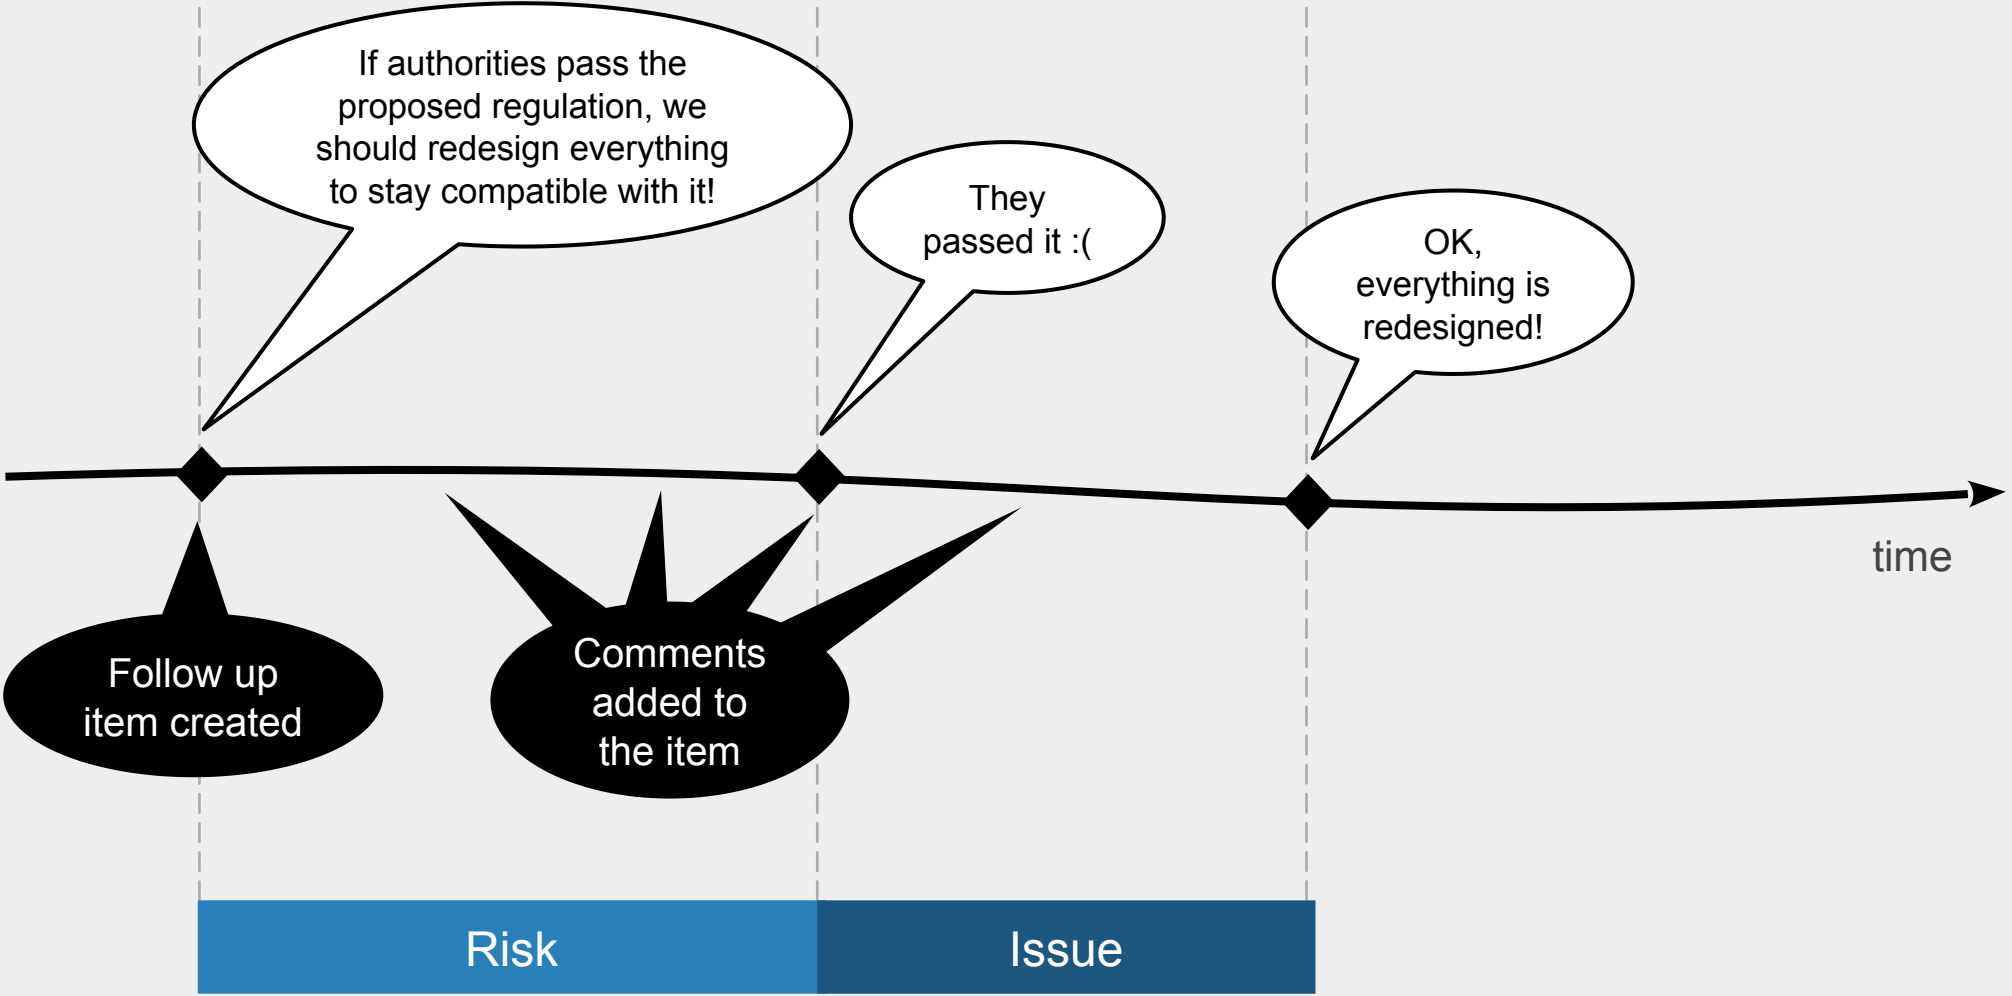 If authorities pass the
proposed regulation, we
should redesign everything
to stay compatible with it!
They
passed it :(
OK,
everything is
redesigned!
time
Follow up
item created
Comments
added to
the item
Risk
Issue